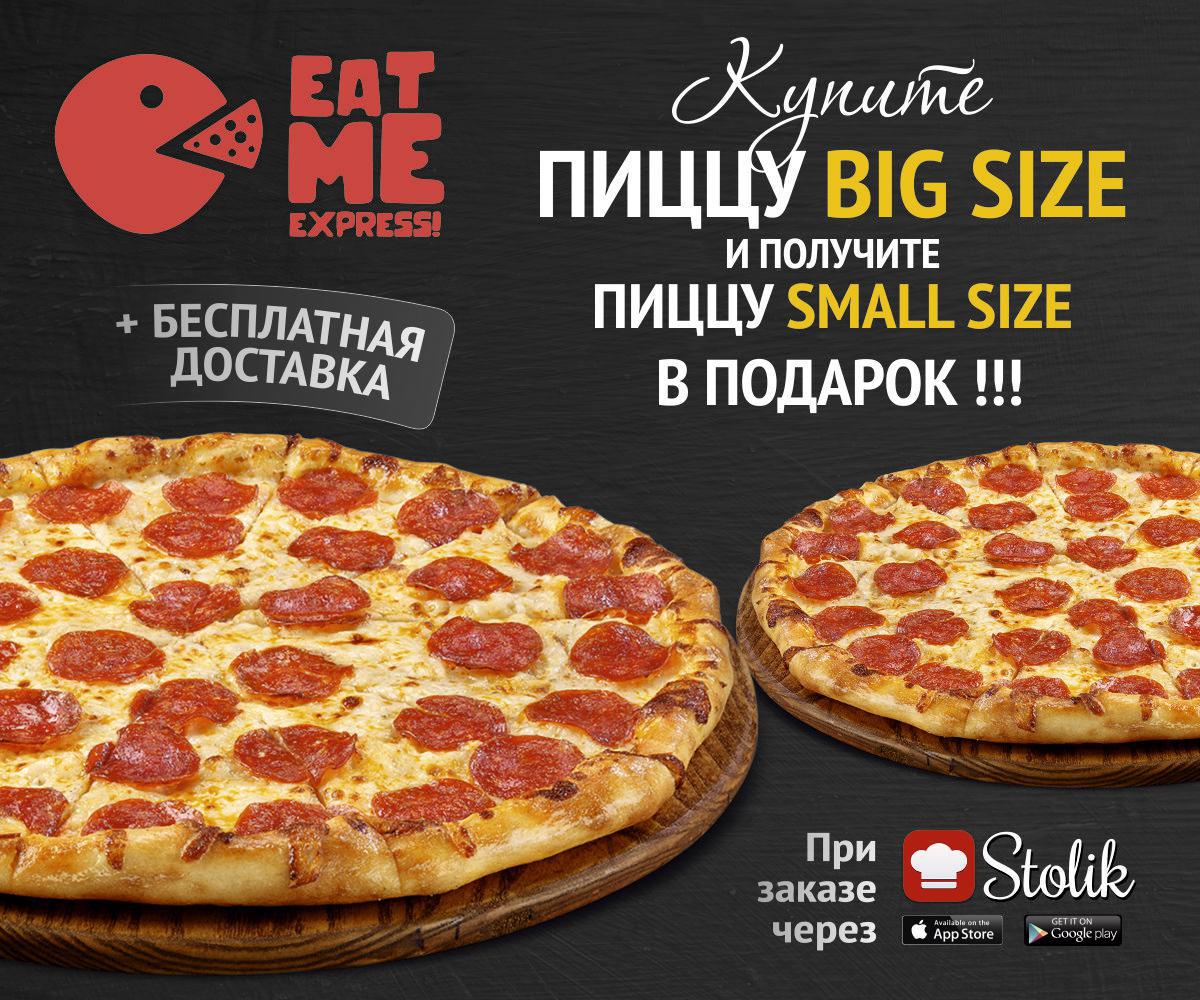 EAT
ME
EXPRESS!
+ БЕСПЛАТНАЯ
ДОСТАВКА
Купите
ПИЦЦУ BIG SIZE
И ПОЛУЧИТЕ
ПИЦЦУ SMALL SIZE
В ПОДАРОК !!!
При
заказе
через
Stolik
Available on the
App Store
GET IT ON
Google play